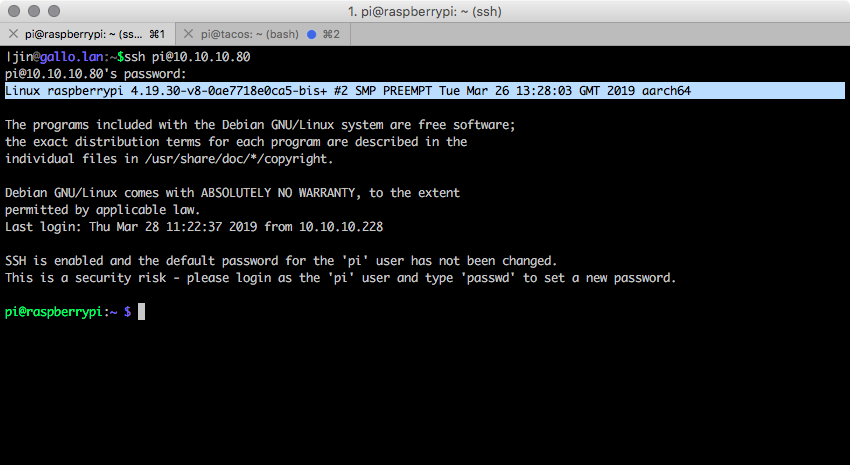 1. pi@raspberrypi: ~ (ssh)
× pi@raspberrypi: ~ (ss... ⌘1 × pi@tacos: ~ (bash) ⌘2
|jin@gallo.lan:~$ssh pi@10.10.10.80
pi@10.10.10.80's password:
Linux raspberrypi 4.19.30-v8-0ae7718e0ca5-bis+ #2 SMP PREEMPT Tue Mar 26 13:28:03 GMT 2019 aarch64
The programs included with the Debian GNU/Linux system are free software;
the exact distribution terms for each program are described in the
individual files in /usr/share/doc/*/copyright.
Debian GNU/Linux comes with ABSOLUTELY NO WARRANTY, to the extent
permitted by applicable law.
Last login: Thu Mar 28 11:22:37 2019 from 10.10.10.228
SSH is enabled and the default password for the 'pi' user has not been changed.
This is a security risk - please login as the 'pi' user and type 'passwd' to set a new password.
pi@raspberrypi:~ $